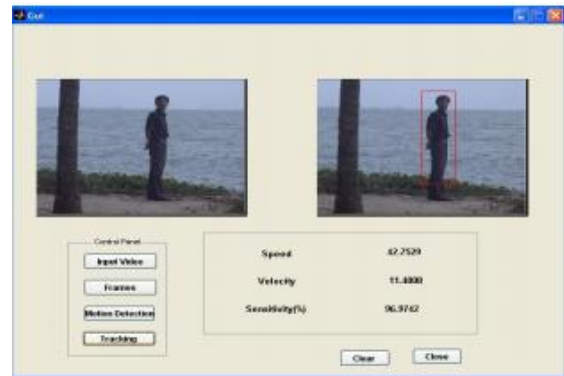 Gui
Control Panel
Input Video
Frames
Motion Detection
Tracking
Speed 42.7529
Velocity 11.4000
Sensitivity(%) 96.9742
Clear
Close